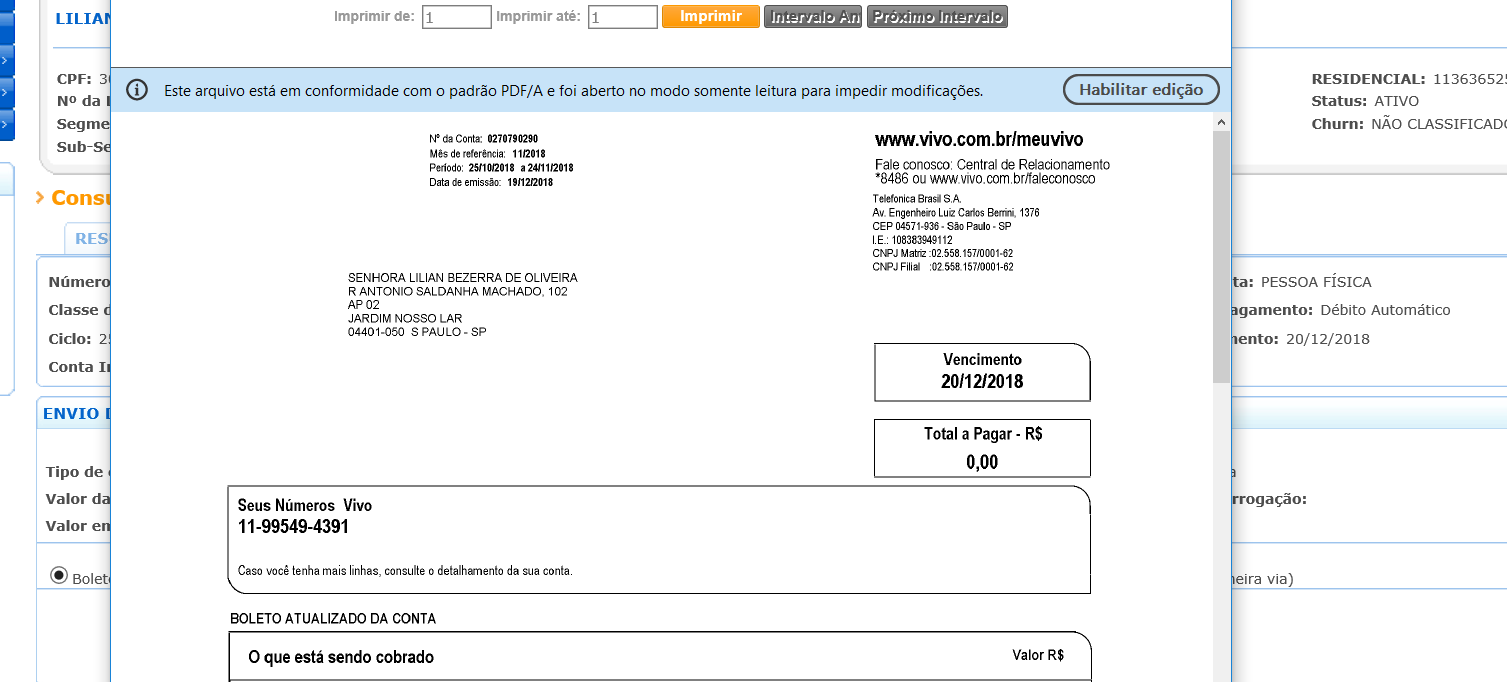 LILIAN
CPF: 30
Nº da
Segme
Sub-Se
Consu
RES
Número
Classe d
Ciclo: 25
Conta In
ENVIO D
Tipo de
Valor da
Valor em
Boleto
Imprimir de: 1 Imprimir até: 1 Imprimir Intervalo An Próximo Intervalo
Este arquivo está em conformidade com o padrão PDF/A e foi aberto no modo somente leitura para impedir modificações. Habilitar edição
Nº da Conta: 0270790290
Mês de referência: 11/2018
Período: 25/10/2018 a 24/11/2018
Data de emissão: 19/12/2018
www.vivo.com.br/meuvivo
Fale conosco: Central de Relacionamento
*8486 ou www.vivo.com.br/faleconosco
Telefonica Brasil S.A.
Av. Engenheiro Luiz Carlos Berrini, 1376
CEP 04571-936 - São Paulo - SP
I.E.: 108383949112
CNPJ Matriz :02.558.157/0001-62
CNPJ Filial :02.558.157/0001-62
SENHORA LILIAN BEZERRA DE OLIVEIRA
R ANTONIO SALDANHA MACHADO, 102
AP 02
JARDIM NOSSO LAR
04401-050 S PAULO - SP
Vencimento
20/12/2018
Total a Pagar - R$
0,00
Seus Números Vivo
11-99549-4391
Caso você tenha mais linhas, consulte o detalhamento da sua conta.
BOLETO ATUALIZADO DA CONTA
O que está sendo cobrado Valor R$
RESIDENCIAL: 113636525
Status: ATIVO
Churn: NÃO CLASSIFICADO
ta: PESSOA FÍSICA
agamento: Débito Automático
ento: 20/12/2018
a
rrogação:
neira via)